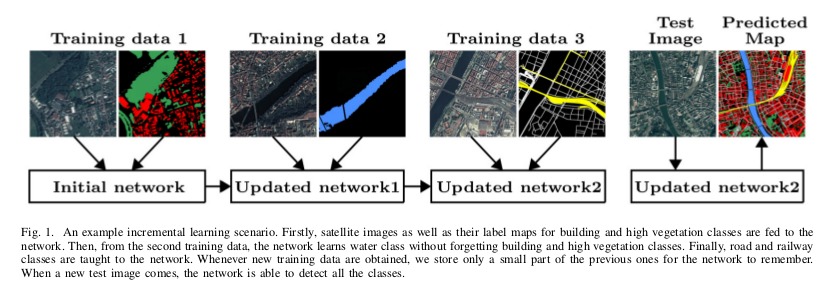 Training data 1
Training data 2
Training data 3
Test Image
Predicted Map
Initial network
Updated network1
Updated network2
Updated network2
Fig. 1. An example incremental learning scenario. Firstly, satellite images as well as their label maps for building and high vegetation classes are fed to the
network. Then, from the second training data, the network learns water class without forgetting building and high vegetation classes. Finally, road and railway
classes are taught to the network. Whenever new training data are obtained, we store only a small part of the previous ones for the network to remember.
When a new test image comes, the network is able to detect all the classes.